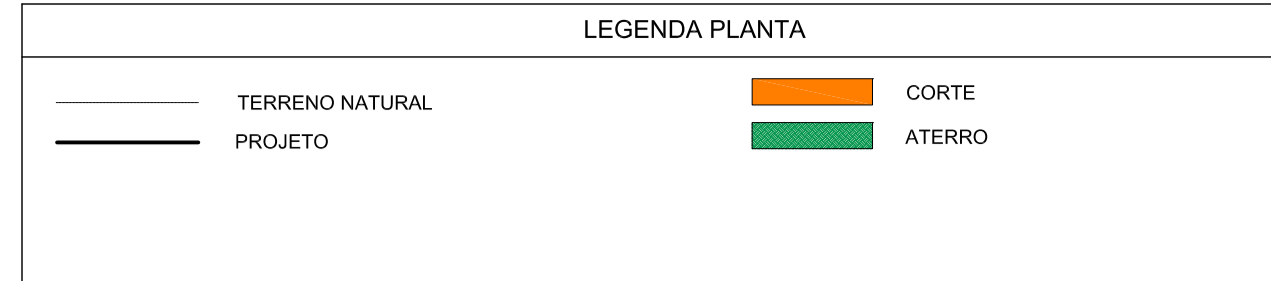 LEGENDA PLANTA
TERRENO NATURAL
PROJETO
CORTE
ATERRO